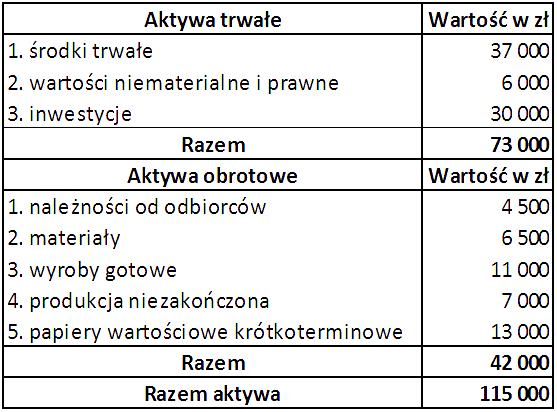 Aktywa trwałe Wartość w zł
1. środki trwałe 37 000
2. wartości niematerialne i prawne 6 000
3. inwestycje 30 000
Razem 73 000
Aktywa obrotowe Wartość w zł
1. należności od odbiorców 4 500
2. materiały 6 500
3. wyroby gotowe 11 000
4. produkcja niezakończona 7 000
5. papiery wartościowe krótkoterminowe 13 000
Razem 42 000
Razem aktywa 115 000